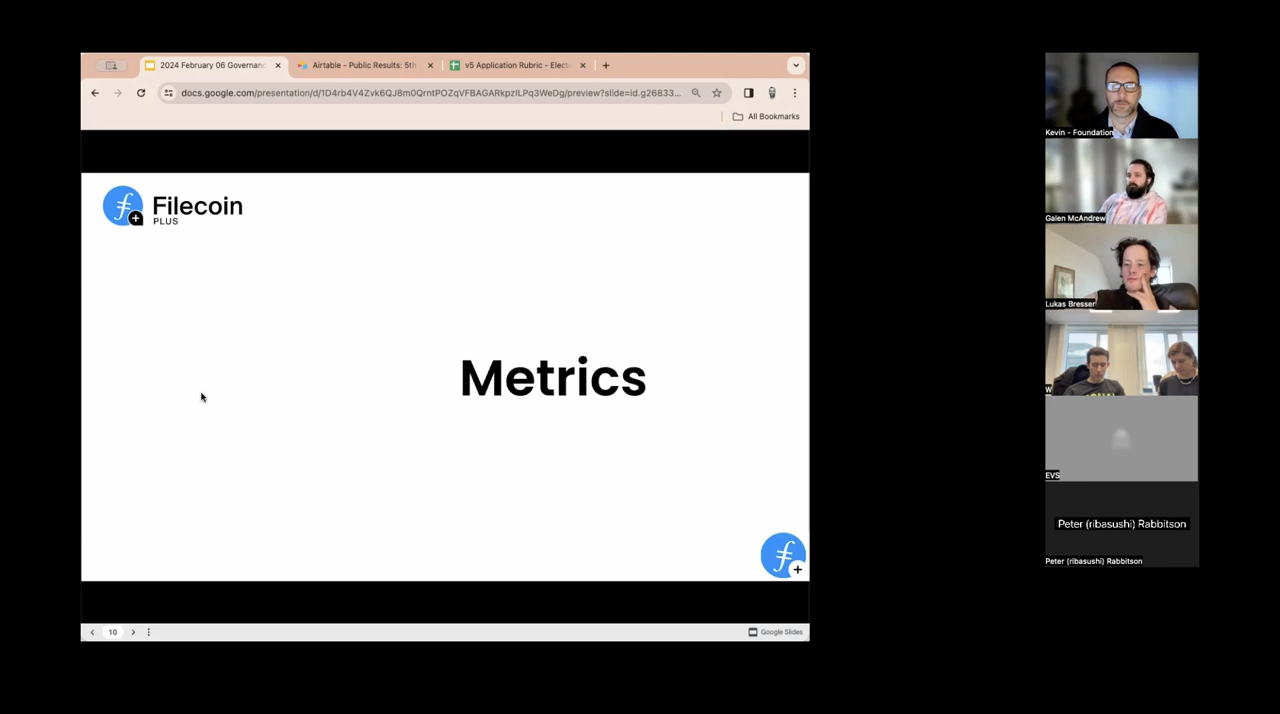 2024 February 06 Governanc
Airtable - Public Results: 5th
v5 Application Rubric - Elect
docs.google.com/presentation/d/1D4rb4V4Zvk6QJ8m0QrntPOZqVFBAGARkpzILPq3WeDg/preview?slide=id.g26833...
All Bookmarks
Filecoin
PLUS
Metrics
10
Google Slides
Kevin - Foundation
Galen McAndrew
Lukas Bresser
W
EVS
Peter (ribasushi) Rabbitson
Peter (ribasushi) Rabbitson